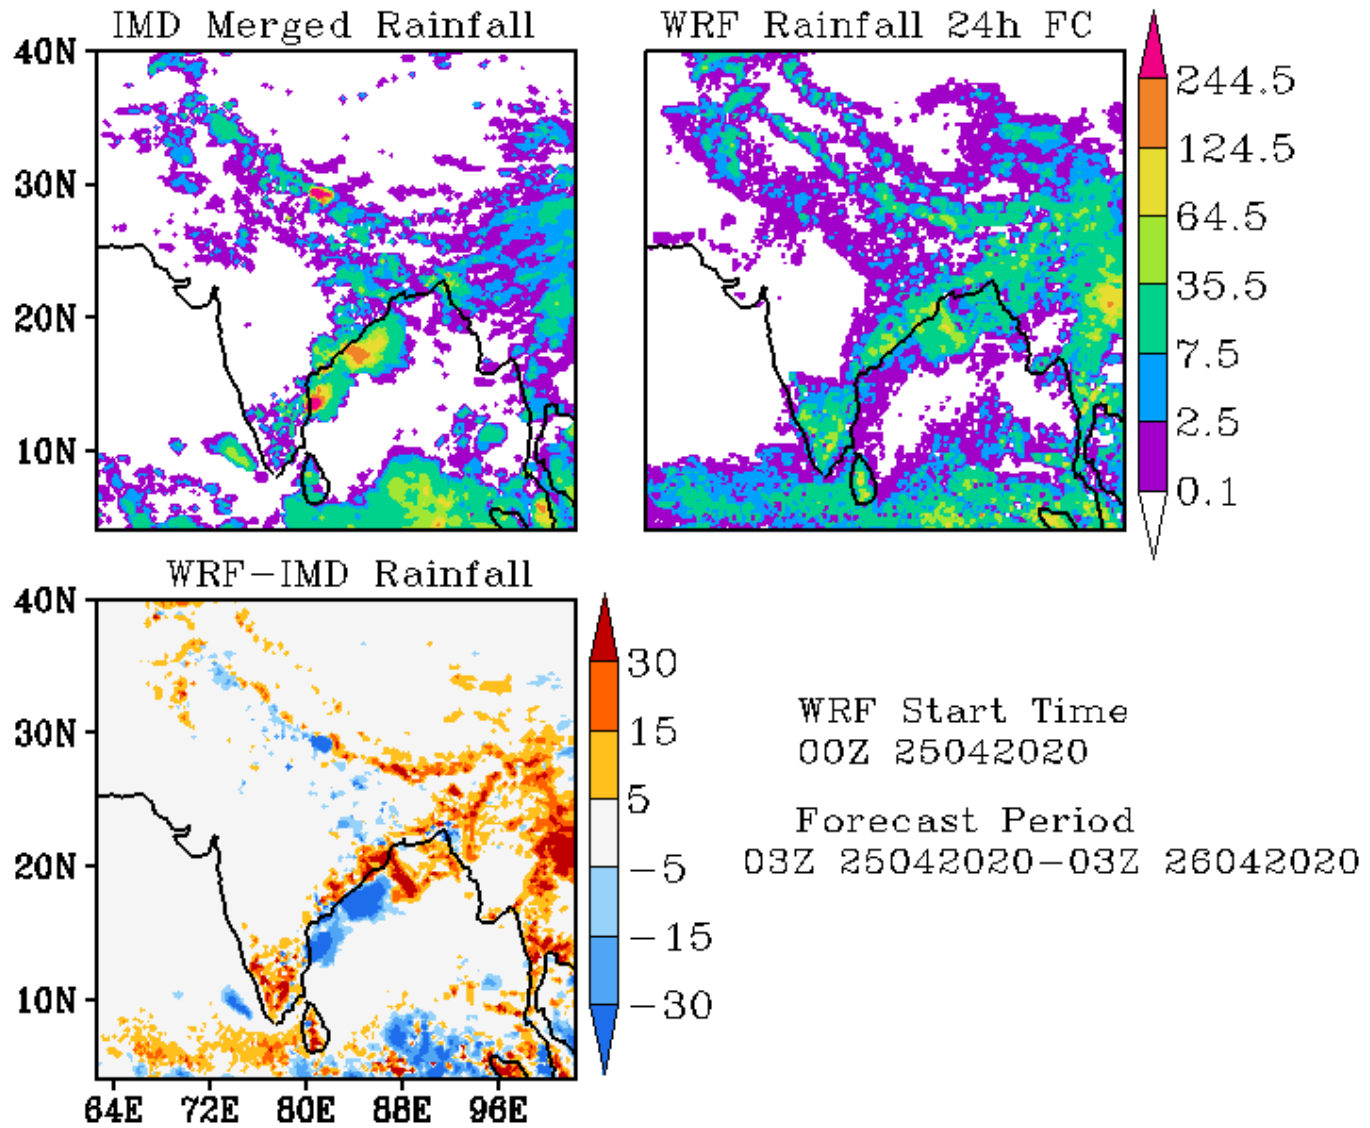 IMD Merged Rainfall
WRF Rainfall 24h FC
40N
30N
20N
10N
244.5
124.5
64.5
35.5
7.5
2.5
0.1
WRF-IMD Rainfall
40N
30N
20N
10N
64E 72E 80E 88E 96E
30
15
5
-5
-15
-30
WRF Start Time
00Z 25042020
Forecast Period
03Z 25042020-03Z 26042020